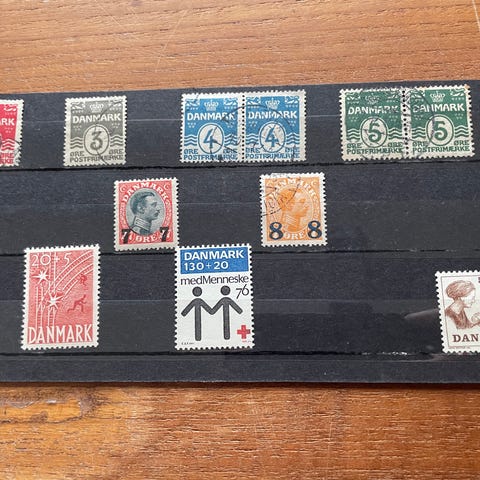 DANMARK
3
ØRE
POSTFRIMÆRKE
DANMARK
4
ØRE
POSTFRIMÆRKE
DANMARK
4
ØRE
POSTFRIMÆRKE
DANMARK
5
ØRE
POSTFRIMÆRKE
DANMARK
5
ØRE
POSTFRIMÆRKE
DANMARK
7 7
ØRE
DANMARK
8 8
20+5
DANMARK
DANMARK
130+20
medMenneske
76
DAN